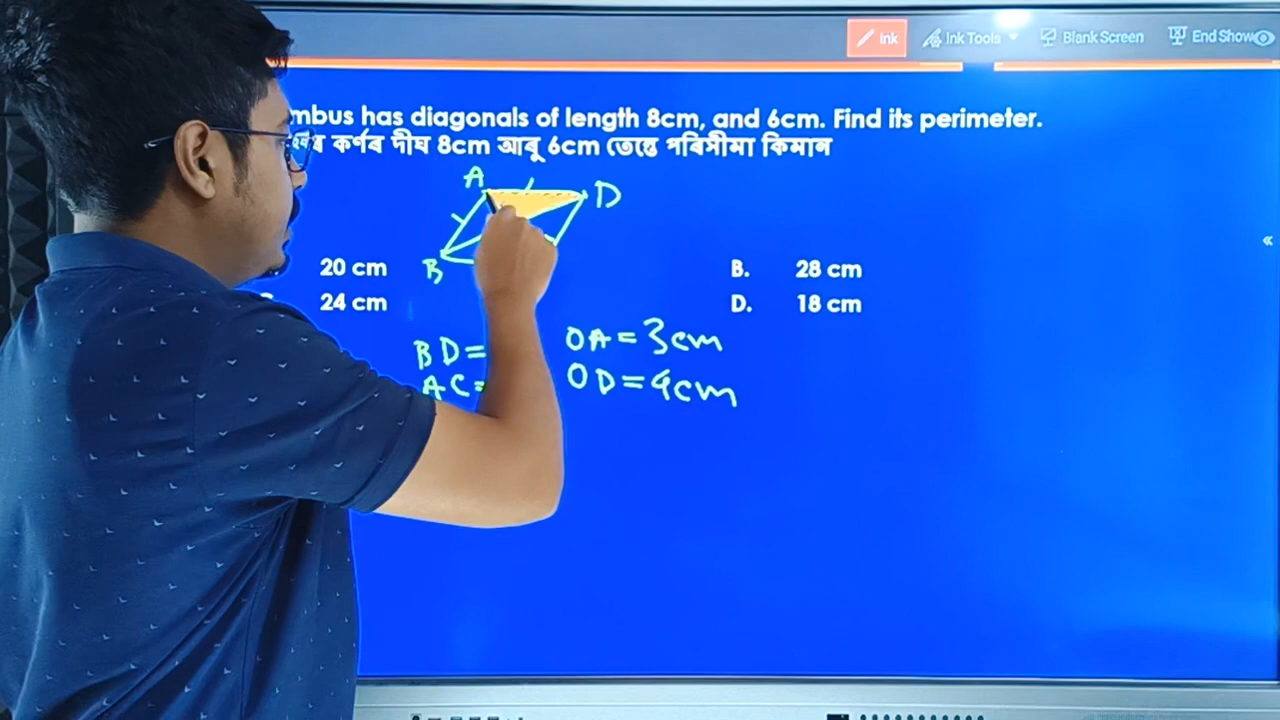 Ink Ink Tools Blank Screen End Show
mbus has diagonals of length 8cm, and 6cm. Find its perimeter.
কৰ্ণৰ দীঘ 8cm আৰু 6cm তেন্তে পৰিসীমা কিমান
A
D
B
20 cm B. 28 cm
24 cm D. 18 cm
BD= OA=3cm
AC= OD=4cm